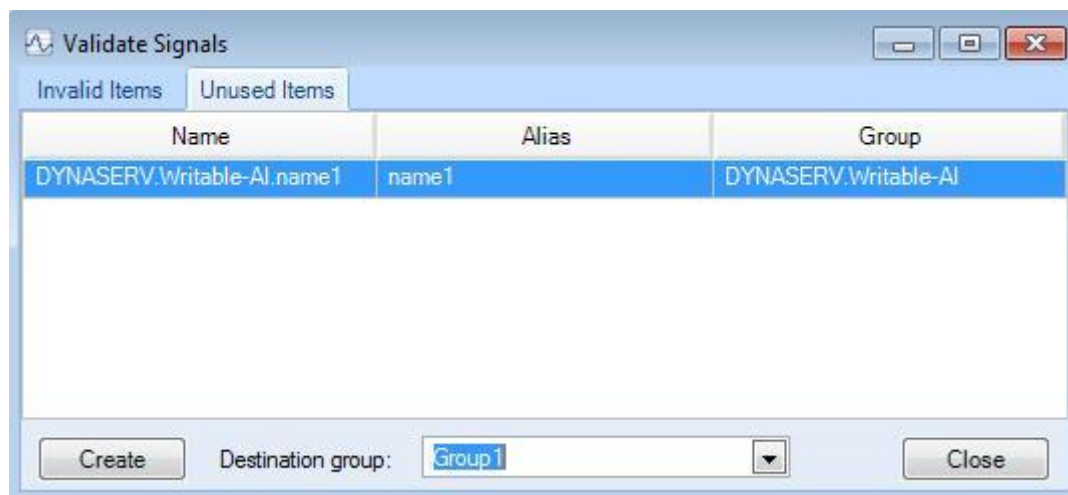 Validate Signals
Invalid Items Unused Items
Name Alias Group
DYNASERV.Writable-AI.name1 name1 DYNASERV.Writable-AI
Create Destination group: Group1 Close